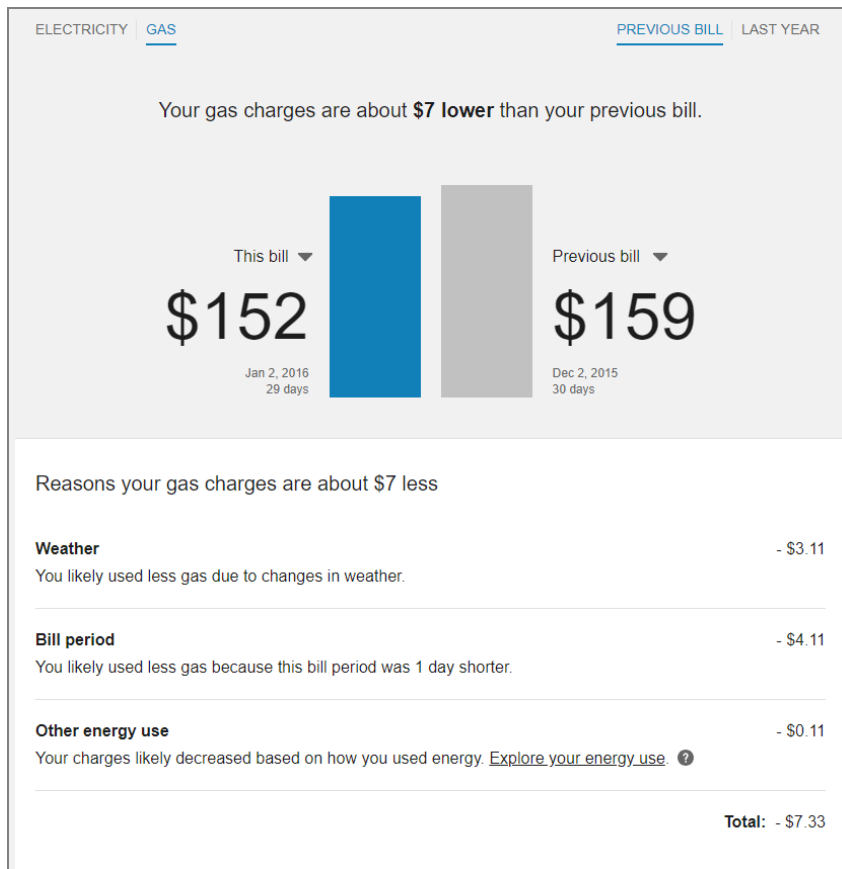 ELECTRICITY GAS PREVIOUS BILL LAST YEAR
Your gas charges are about $7 lower than your previous bill.
This bill
$152
Jan 2, 2016
29 days
Previous bill
$159
Dec 2, 2015
30 days
Reasons your gas charges are about $7 less
Weather - $3.11
You likely used less gas due to changes in weather.
Bill period - $4.11
You likely used less gas because this bill period was 1 day shorter.
Other energy use - $0.11
Your charges likely decreased based on how you used energy. Explore your energy use. ?
Total: - $7.33